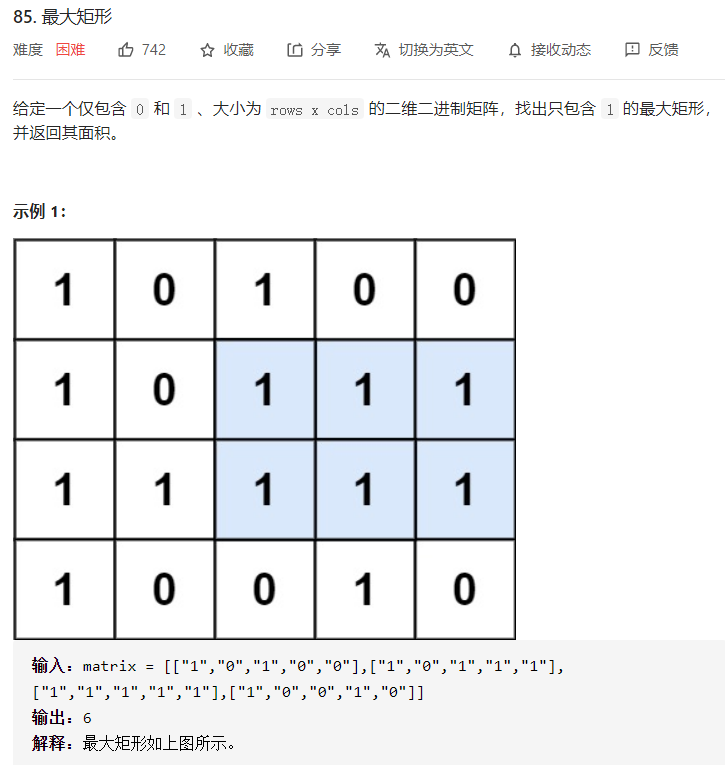 85. 最大矩形
难度 困难 742 收藏 分享 切换为英文 接收动态 反馈
给定一个仅包含 0 和 1 、大小为 rows x cols 的二维二进制矩阵，找出只包含 1 的最大矩形，
并返回其面积。
示例 1：
1 0 1 0 0
1 0 1 1 1
1 1 1 1 1
1 0 0 1 0
输入：matrix = [["1","0","1","0","0"],["1","0","1","1","1"],
["1","1","1","1","1"],["1","0","0","1","0"]]
输出：6
解释：最大矩形如上图所示。